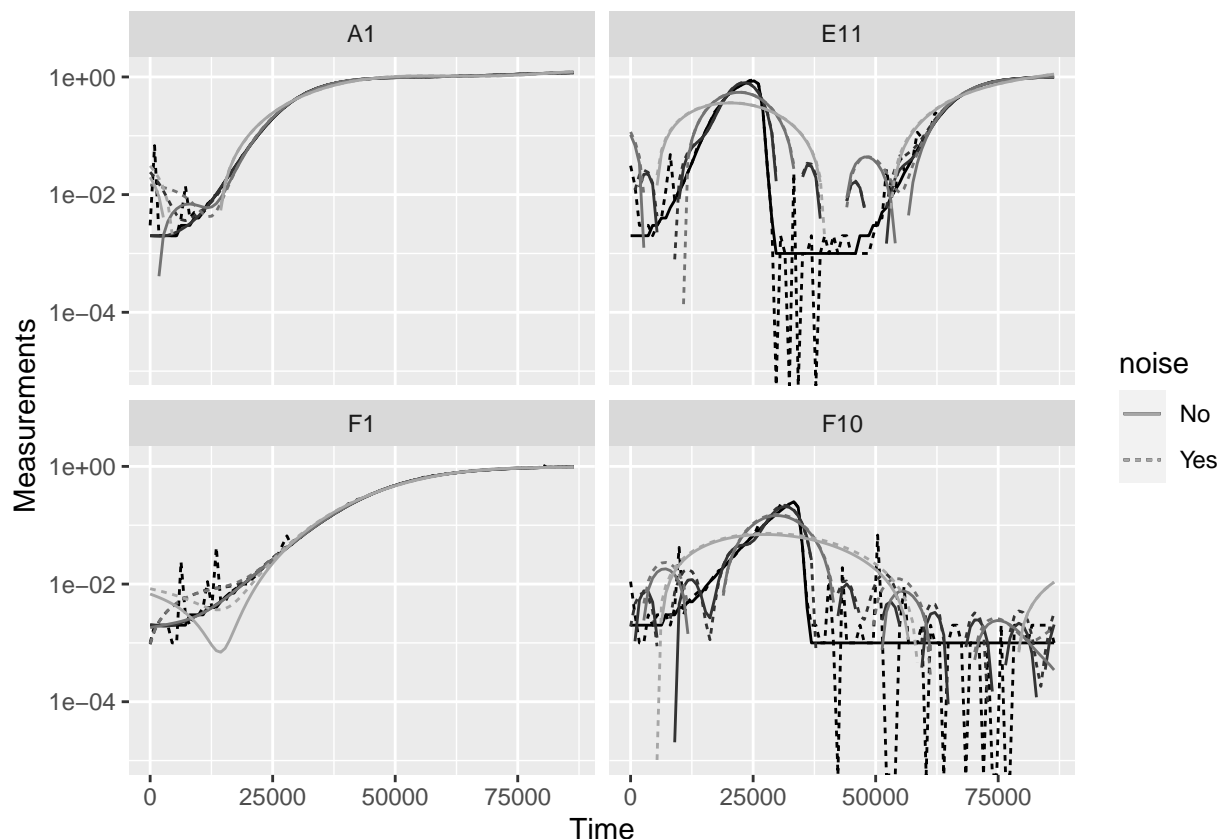 A1
E11
1e+00
1e-02
1e-04
F1
F10
1e+00
1e-02
1e-04
Measurements
0
25000
50000
75000
0
25000
50000
75000
Time
noise
No
Yes